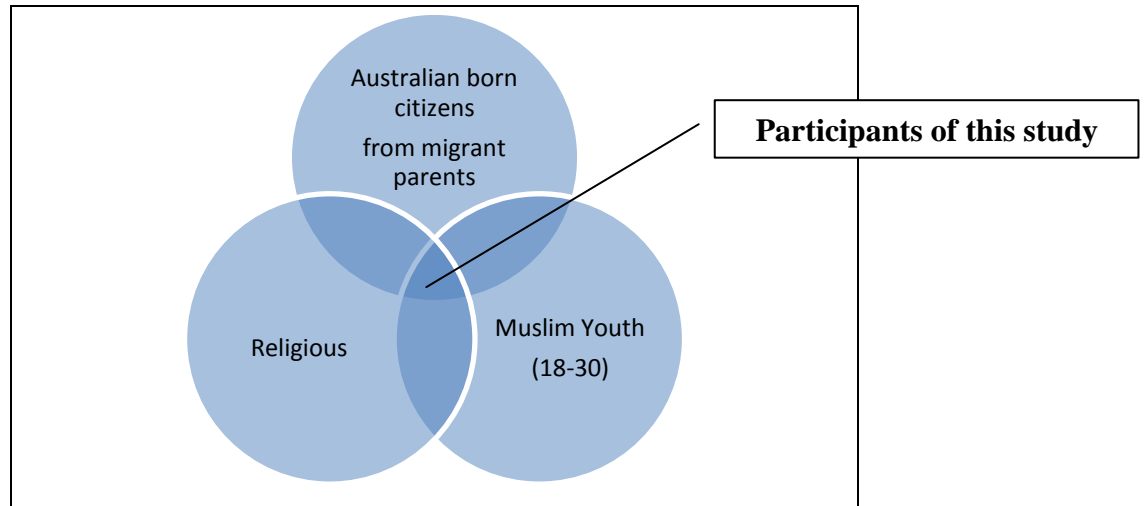 Australian born
citizens
from migrant
parents
Participants of this study
Religious
Muslim Youth
(18-30)